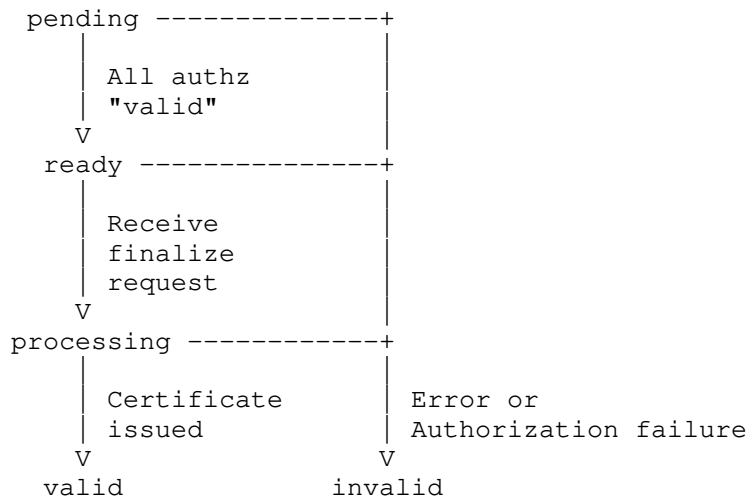 pending --------------+
| |
| All authz |
| "valid" |
V |
ready ---------------+
| |
| Receive |
| finalize |
| request |
V |
processing ------------+
| |
| Certificate | Error or
| issued | Authorization failure
V V
valid invalid